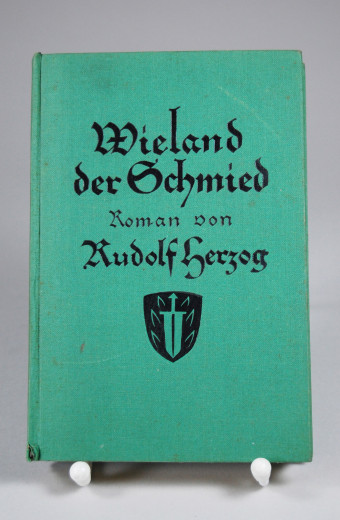 Wieland
der Schmied
Roman von
Rudolf Herzog